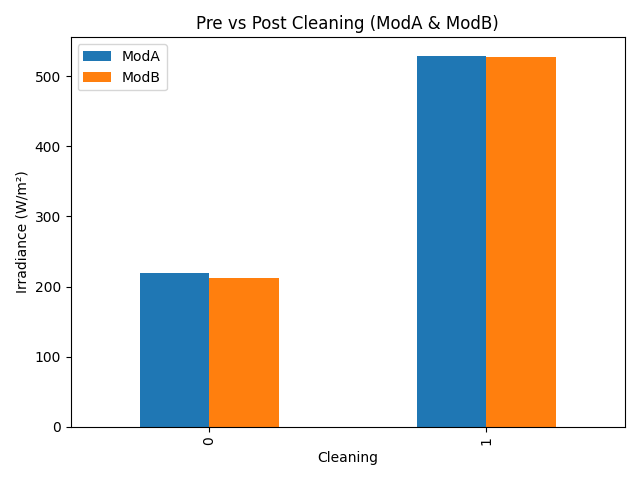 Pre vs Post Cleaning (ModA & ModB)
ModA
ModB
500
400
300
200
100
0
Irradiance (W/m²)
0
1
Cleaning